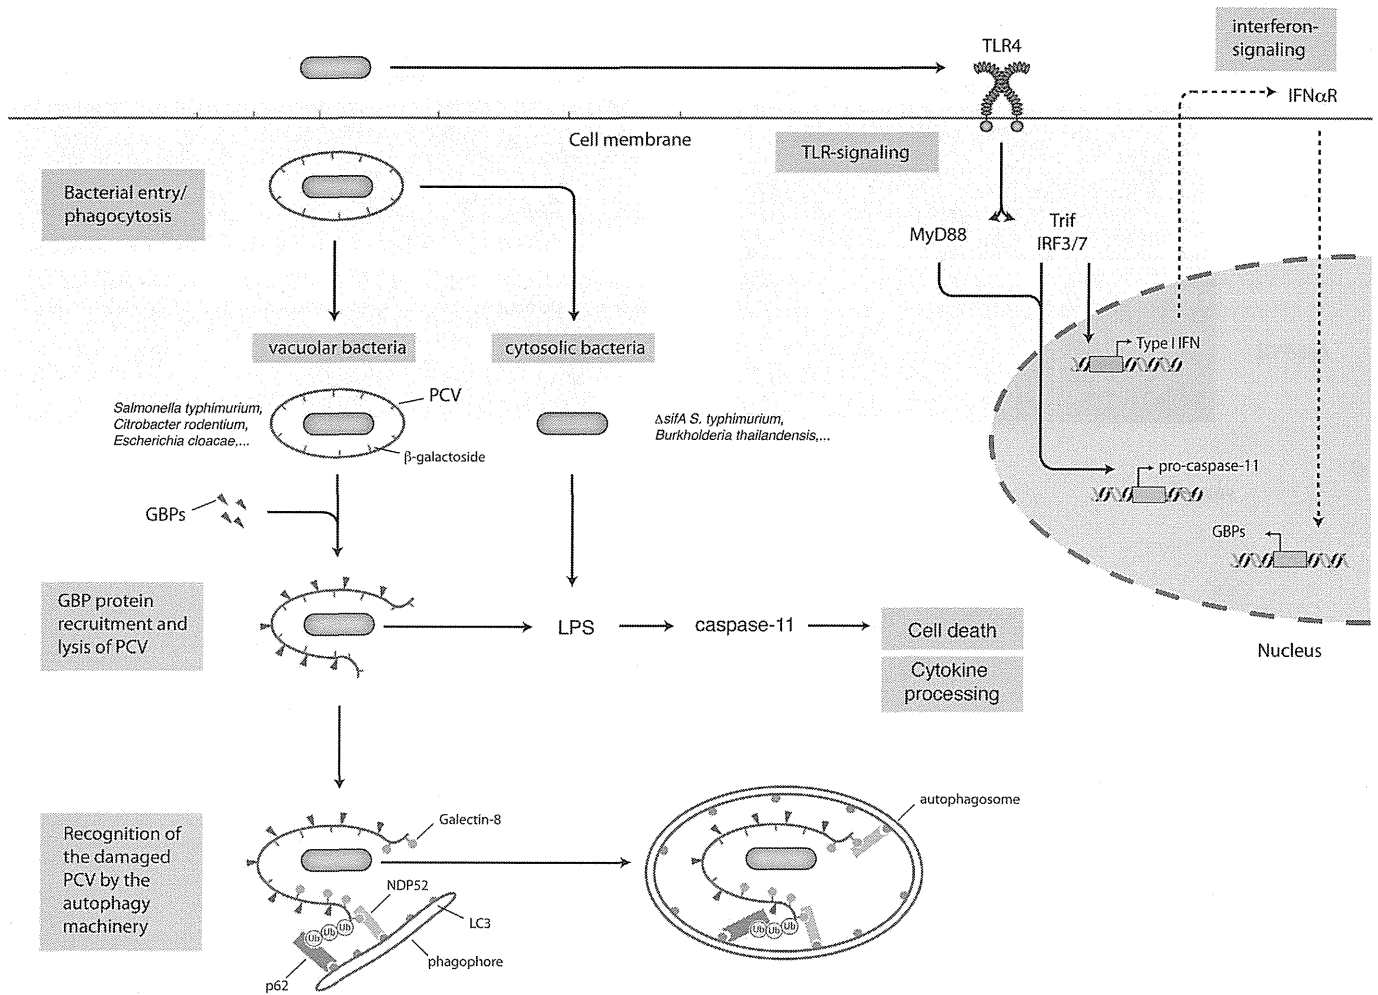 interferon-
signaling
TLR4
IFNαR
Cell membrane
TLR-signaling
Bacterial entry/
phagocytosis
MyD88
Trif
IRF3/7
vacuolar bacteria
cytosolic bacteria
Type I IFN
PCV
Salmonella typhimurium,
Citrobacter rodentium,
Escherichia cloacae,...
ΔsifA S. typhimurium,
Burkholderia thailandensis,...
β-galactoside
pro-caspase-11
GBPs
GBPs
GBP protein
recruitment and
lysis of PCV
LPS
caspase-11
Cell death
Cytokine
processing
Nucleus
autophagosome
Galectin-8
Recognition of
the damaged
PCV by the
autophagy
machinery
NDP52
LC3
Ub Ub Ub
Ub Ub Ub
phagophore
p62